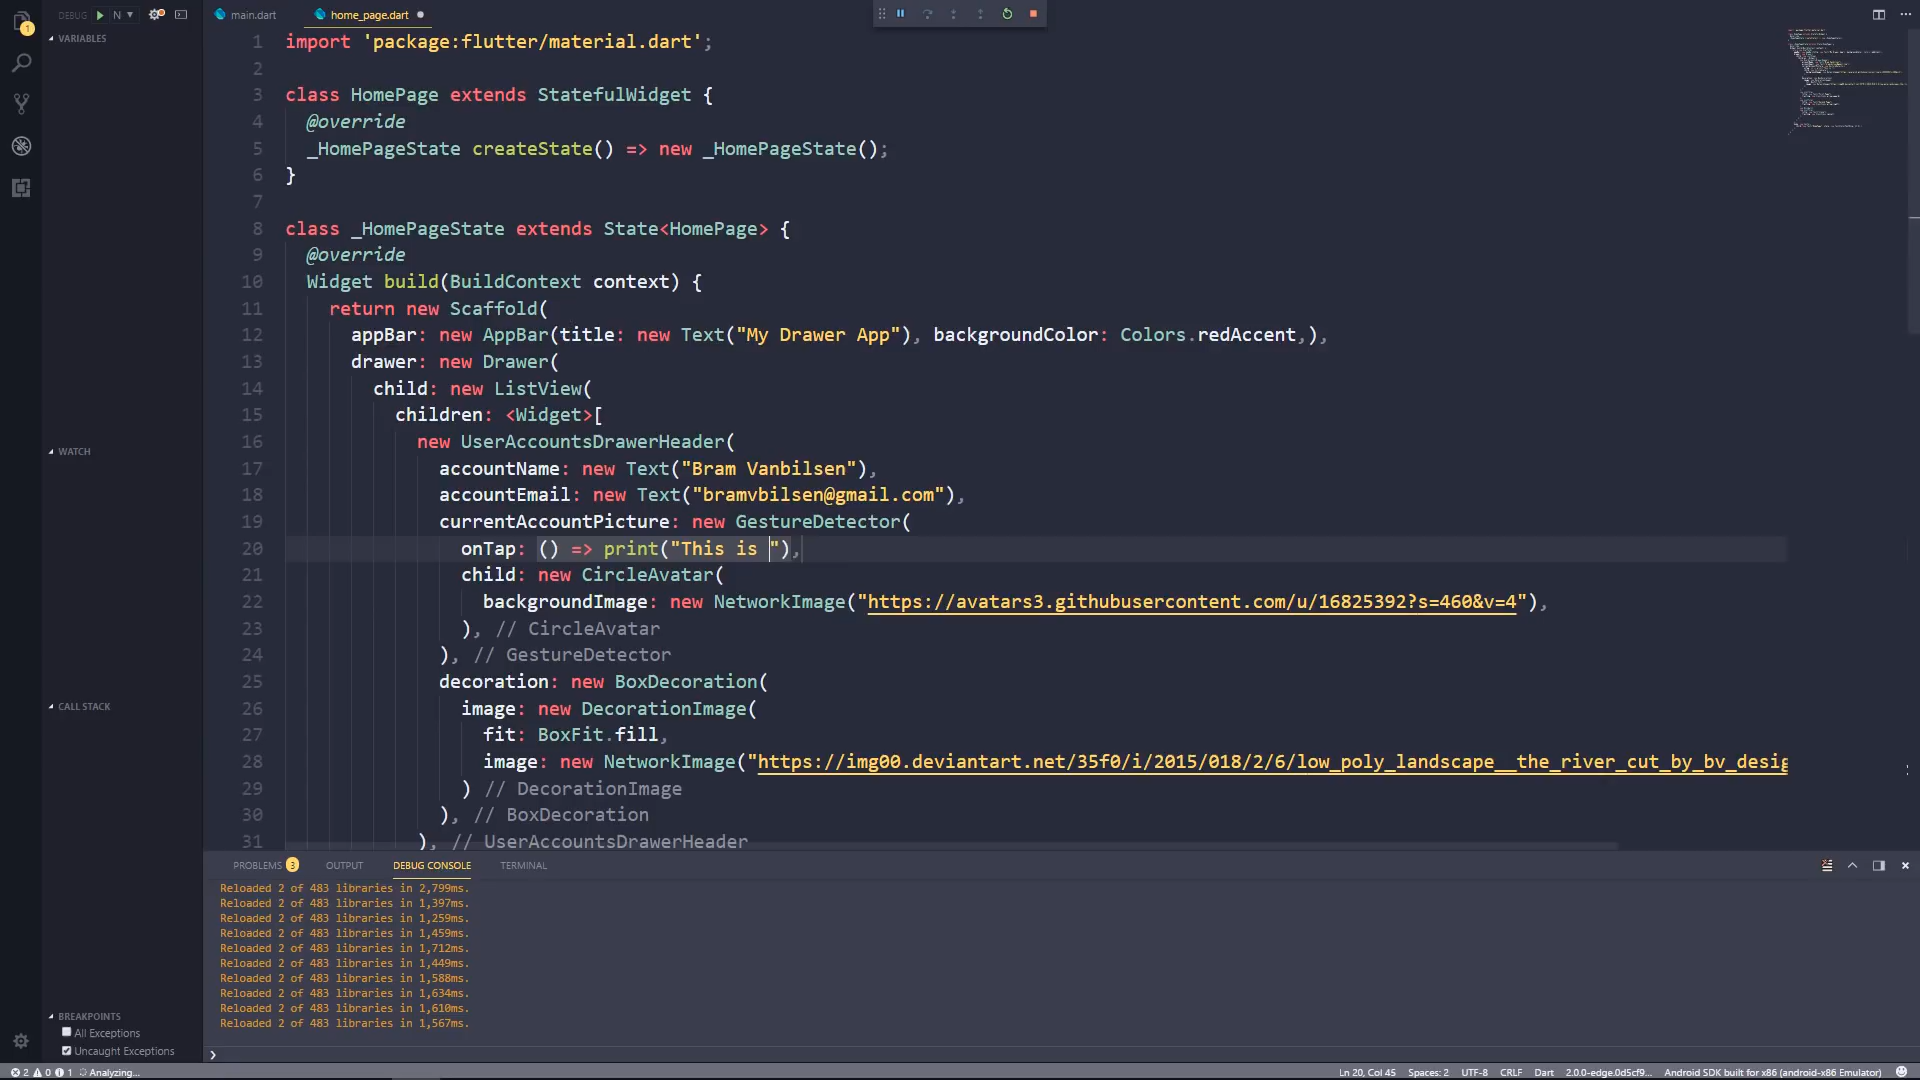 DEBUG N
main.dart
home_page.dart
VARIABLES
WATCH
CALL STACK
BREAKPOINTS
All Exceptions
Uncaught Exceptions
1 import 'package:flutter/material.dart';
2
3 class HomePage extends StatefulWidget {
4 @override
5 _HomePageState createState() => new _HomePageState();
6 }
7
8 class _HomePageState extends State<HomePage> {
9 @override
10 Widget build(BuildContext context) {
11 return new Scaffold(
12 appBar: new AppBar(title: new Text("My Drawer App"), backgroundColor: Colors.redAccent,),
13 drawer: new Drawer(
14 child: new ListView(
15 children: <Widget>[
16 new UserAccountsDrawerHeader(
17 accountName: new Text("Bram Vanbilsen"),
18 accountEmail: new Text("bramvbilsen@gmail.com"),
19 currentAccountPicture: new GestureDetector(
20 onTap: () => print("This is "),
21 child: new CircleAvatar(
22 backgroundImage: new NetworkImage("https://avatars3.githubusercontent.com/u/16825392?s=460&v=4"),
23 ), // CircleAvatar
24 ), // GestureDetector
25 decoration: new BoxDecoration(
26 image: new DecorationImage(
27 fit: BoxFit.fill,
28 image: new NetworkImage("https://img00.deviantart.net/35f0/i/2015/018/2/6/low_poly_landscape__the_river_cut_by_bv_desig
29 ) // DecorationImage
30 ), // BoxDecoration
31 ), // UserAccountsDrawerHeader
PROBLEMS 3 OUTPUT DEBUG CONSOLE TERMINAL
Reloaded 2 of 483 libraries in 2,799ms.
Reloaded 2 of 483 libraries in 1,397ms.
Reloaded 2 of 483 libraries in 1,259ms.
Reloaded 2 of 483 libraries in 1,459ms.
Reloaded 2 of 483 libraries in 1,712ms.
Reloaded 2 of 483 libraries in 1,449ms.
Reloaded 2 of 483 libraries in 1,588ms.
Reloaded 2 of 483 libraries in 1,634ms.
Reloaded 2 of 483 libraries in 1,610ms.
Reloaded 2 of 483 libraries in 1,567ms.
2 0 1 Analyzing... Ln 20, Col 45 Spaces: 2 UTF-8 CRLF Dart 2.0.0-edge.0d5cf9... Android SDK built for x86 (android-x86 Emulator)